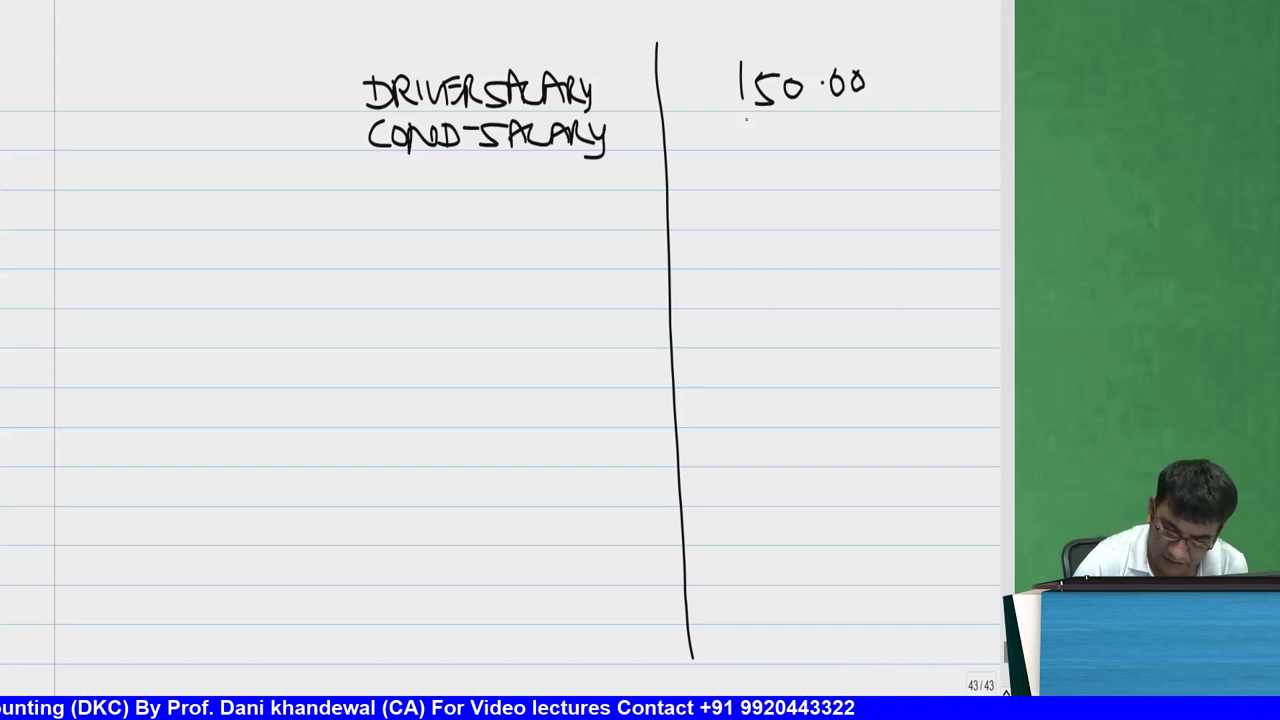 DRIVER SALARY 150.00
COND-SALARY
43/43
ounting (DKC) By Prof. Dani khandewal (CA) For Video lectures Contact +91 9920443322